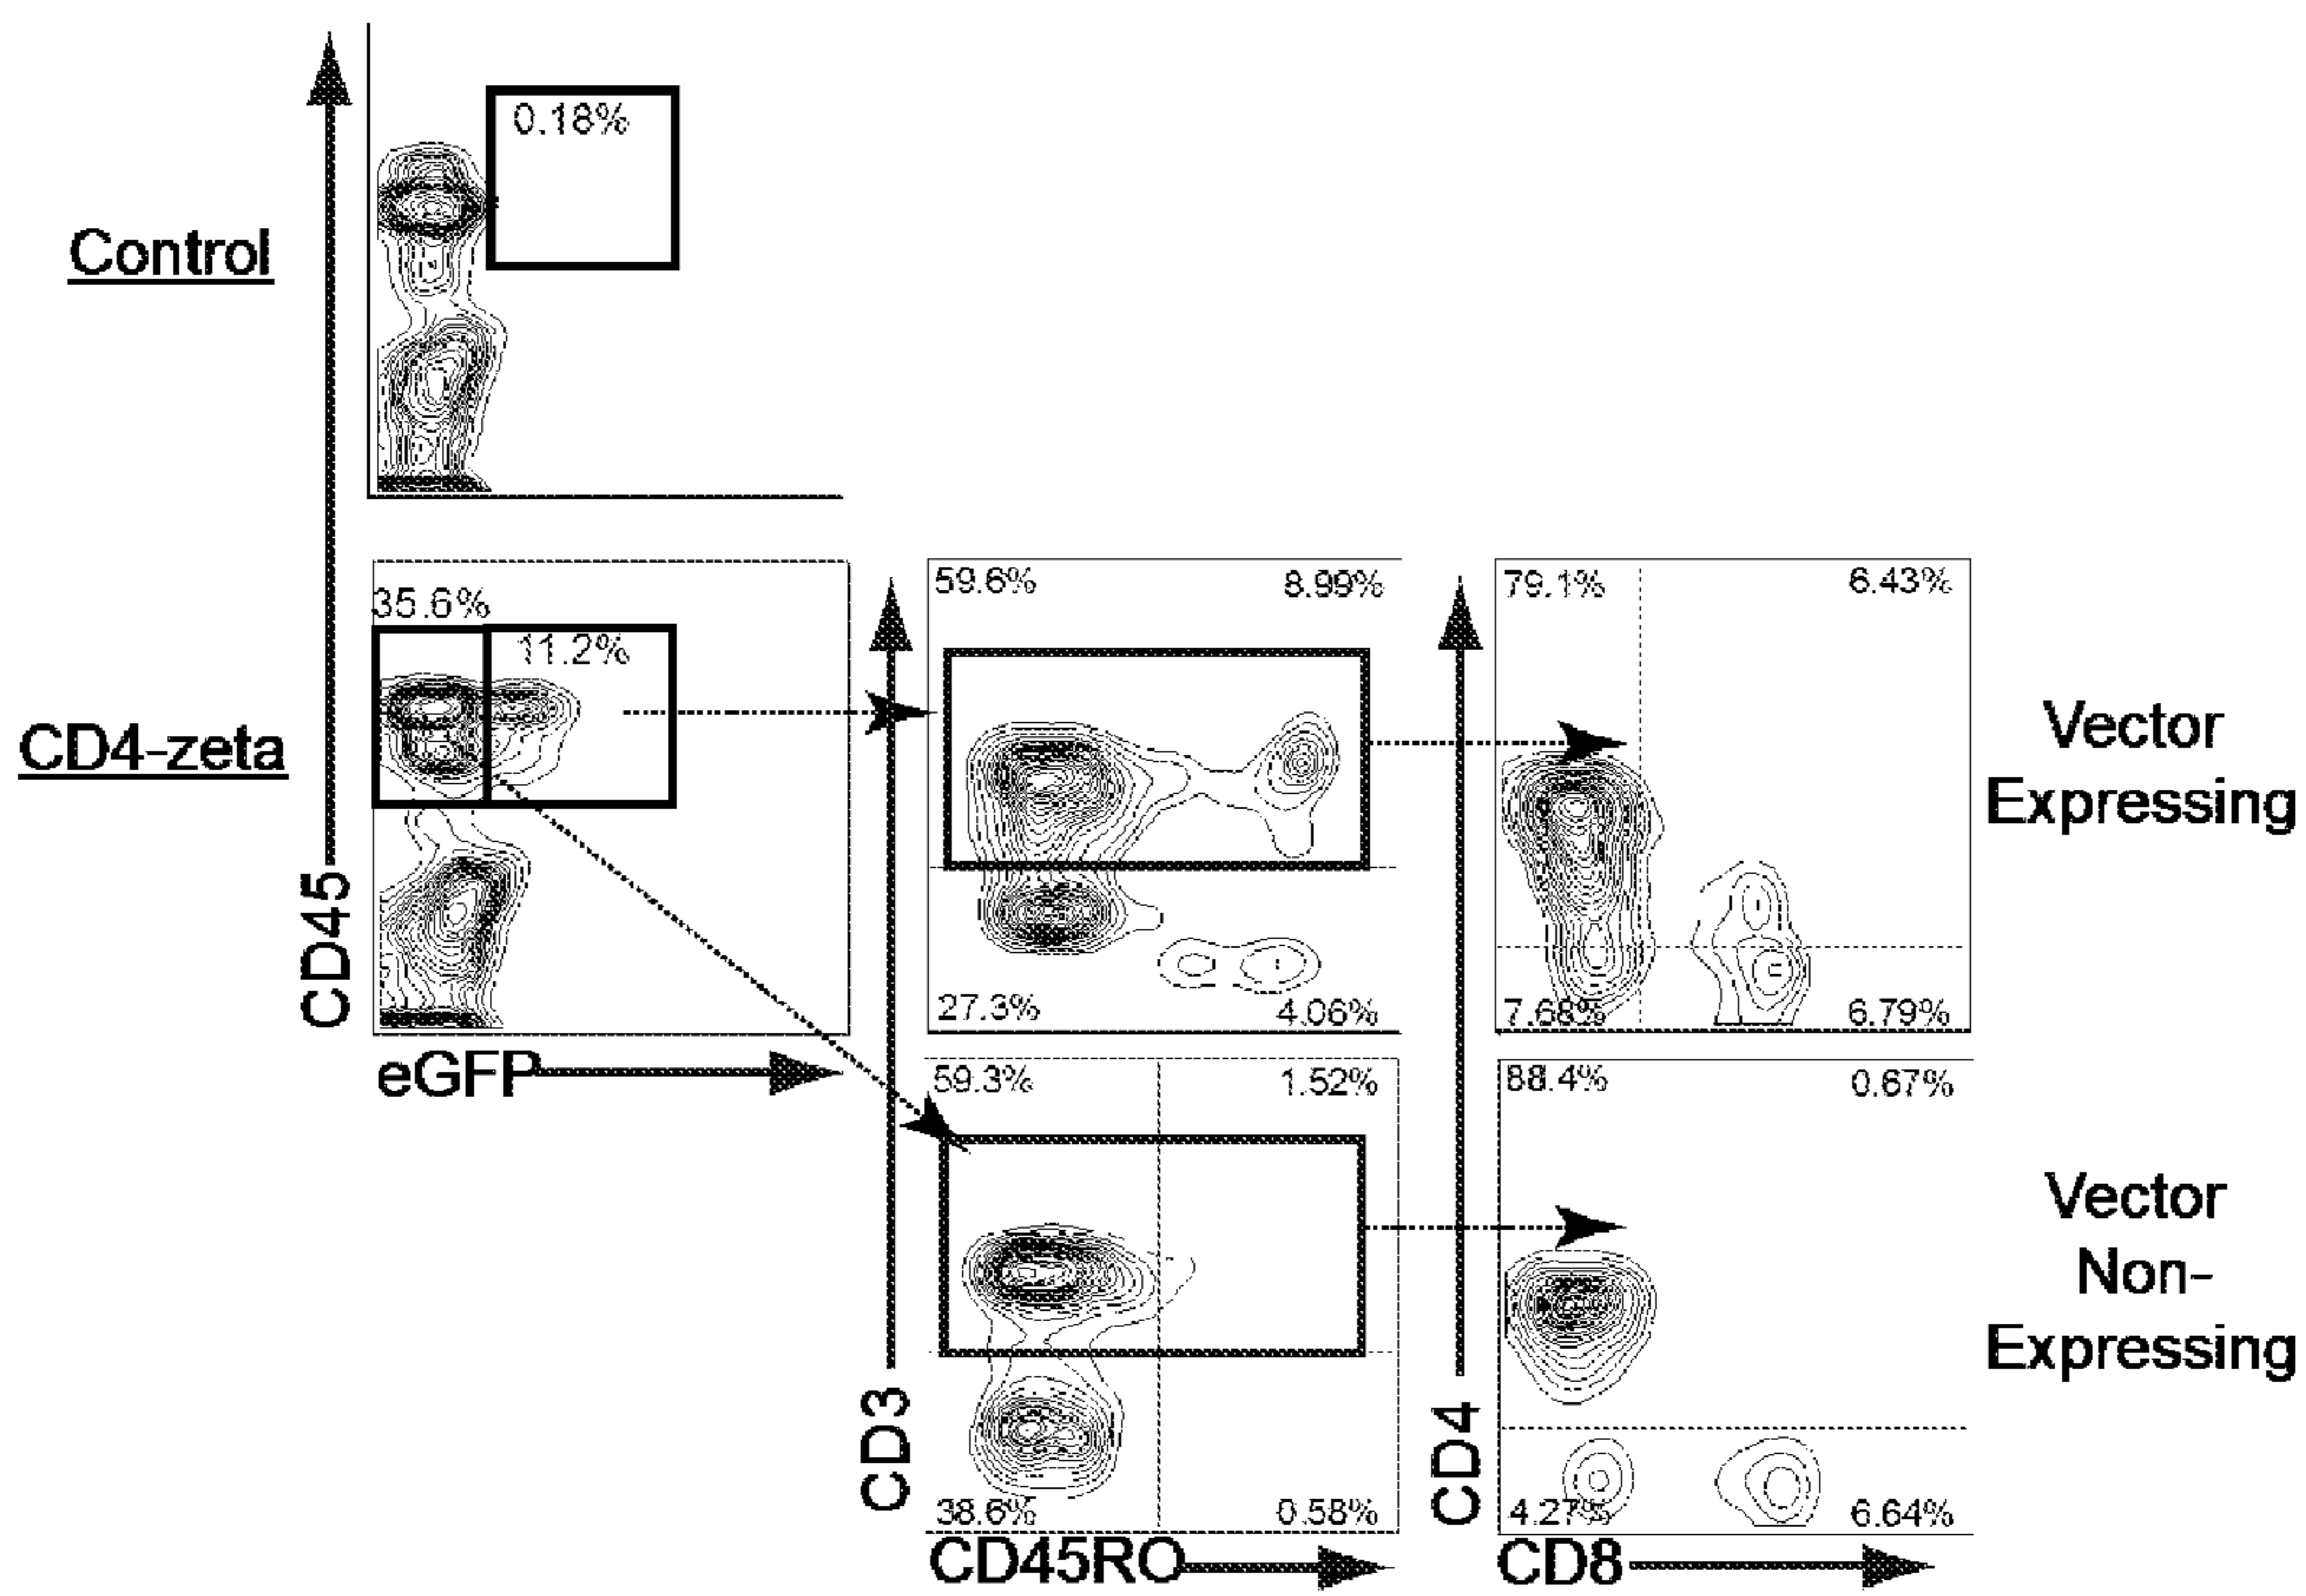 0.18%
Control
35.6%
11.2%
CD4-zeta
CD45
eGFP
59.6%
8.99%
27.3%
4.06%
79.1%
6.43%
7.68%
6.79%
Vector
Expressing
59.3%
1.52%
38.6%
0.58%
CD3
CD45RO
88.4%
0.67%
4.27%
6.64%
CD4
CD8
Vector
Non-
Expressing